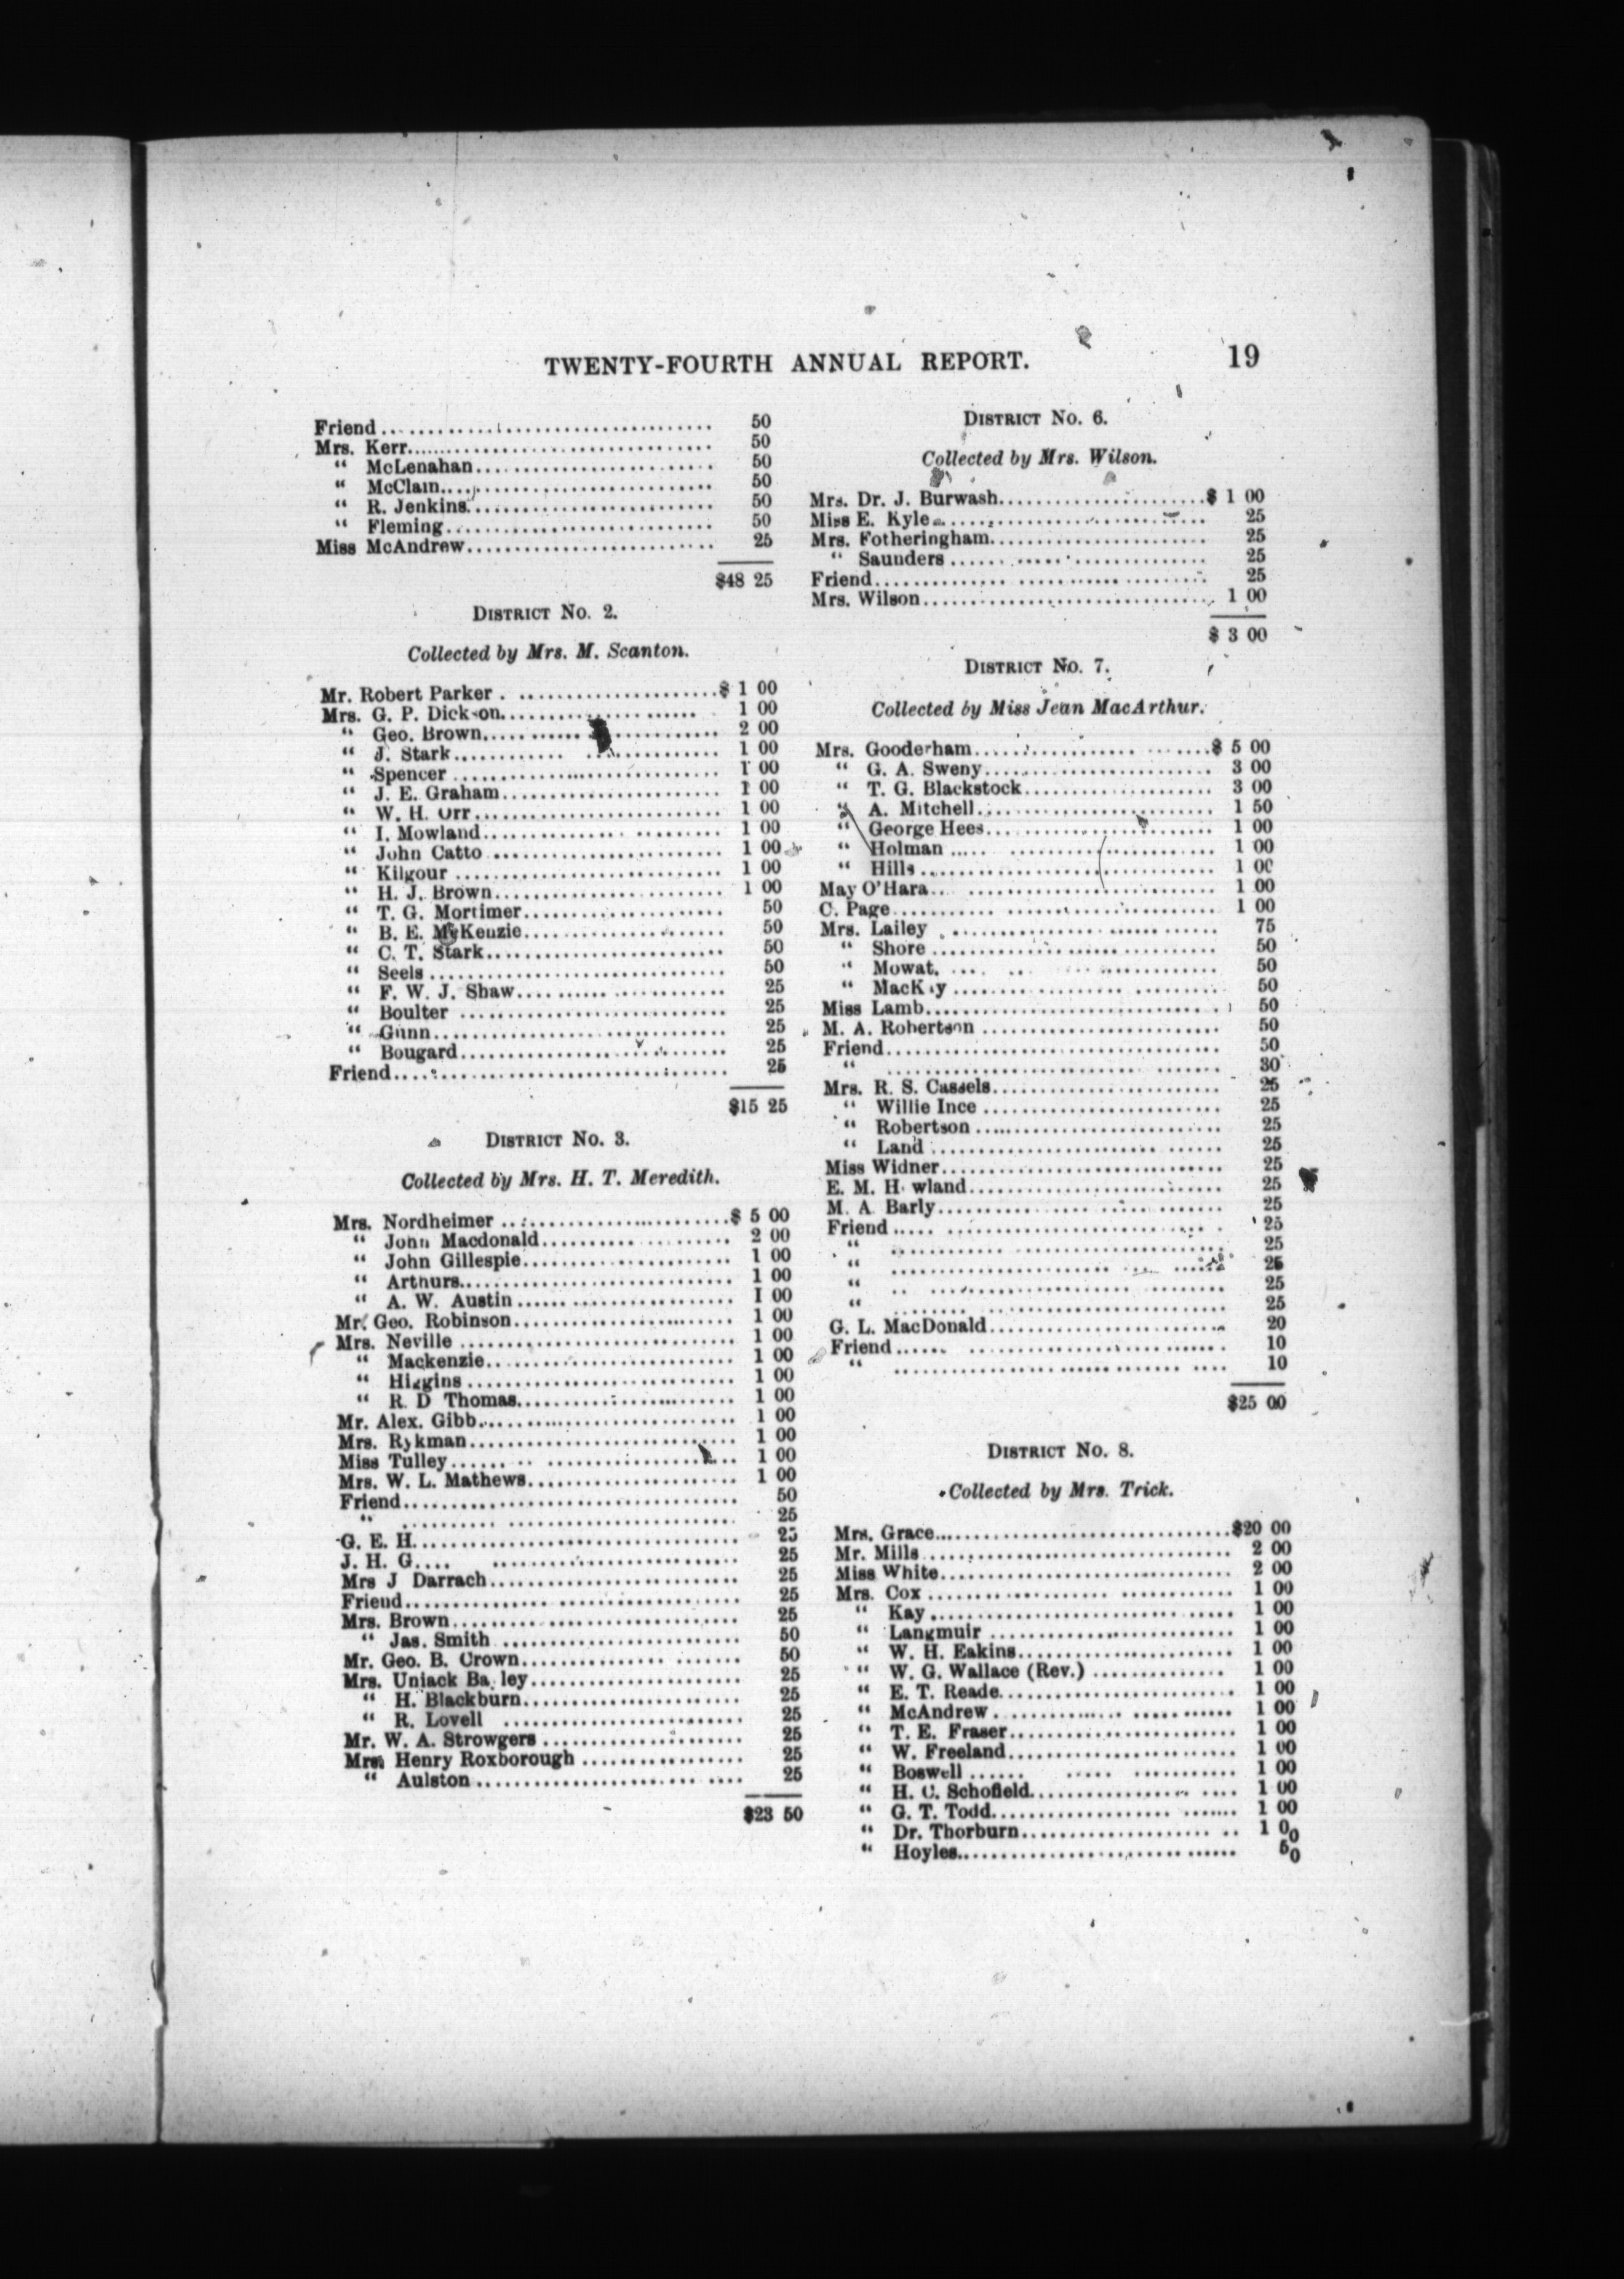 TWENTY-FOURTH ANNUAL REPORT. 19
Friend 50
Mrs. Kerr 50
“ McLenahan 50
“ McClain 50
“ R. Jenkins 50
“ Fleming 50
Miss McAndrew 25
$48 25
DISTRICT No. 2.
Collected by Mrs. M. Scanton.
Mr. Robert Parker $ 1 00
Mrs. G. P. Dickson 1 00
“ Geo. Brown 2 00
“ J. Stark 1 00
“ Spencer 1 00
“ J. E. Graham 1 00
“ W. H. Orr 1 00
“ I. Mowland 1 00
“ John Catto 1 00
“ Kilgour 1 00
“ H. J. Brown 1 00
“ T. G. Mortimer 50
“ B. E. McKenzie 50
“ C. T. Stark 50
“ Seels 50
“ F. W. J. Shaw 25
“ Boulter 25
“ Gunn 25
“ Bougard 25
Friend 25
$15 25
DISTRICT No. 3.
Collected by Mrs. H. T. Meredith.
Mrs. Nordheimer $ 5 00
“ John Macdonald 2 00
“ John Gillespie 1 00
“ Arthurs 1 00
“ A. W. Austin 1 00
Mr. Geo. Robinson 1 00
Mrs. Neville 1 00
“ Mackenzie 1 00
“ Higgins 1 00
“ R. D Thomas 1 00
Mr. Alex. Gibb 1 00
Mrs. Rykman 1 00
Miss Tulley 1 00
Mrs. W. L. Mathews 1 00
Friend 50
“ 25
G. E. H. 25
J. H. G. 25
Mrs J Darrach 25
Friend 25
Mrs. Brown 25
“ Jas. Smith 50
Mr. Geo. B. Crown 50
Mrs. Uniack Bayley 25
“ H. Blackburn 25
“ R. Lovell 25
Mr. W. A. Strowgers 25
Mrs. Henry Roxborough 25
“ Aulston 25
$23 50
DISTRICT No. 6.
Collected by Mrs. Wilson.
Mrs. Dr. J. Burwash $ 1 00
Miss E. Kyle 25
Mrs. Fotheringham 25
“ Saunders 25
Friend 25
Mrs. Wilson 1 00
$ 3 00
DISTRICT No. 7.
Collected by Miss Jean MacArthur.
Mrs. Gooderham $ 5 00
“ G. A. Sweny 3 00
“ T. G. Blackstock 3 00
“ A. Mitchell 1 50
“ George Hees 1 00
“ Holman 1 00
“ Hills 1 00
May O'Hara 1 00
C. Page 1 00
Mrs. Lailey 75
“ Shore 50
“ Mowat 50
“ MacKay 50
Miss Lamb 50
M. A. Robertson 50
Friend 50
“ 30
Mrs. R. S. Cassels 25
“ Willie Ince 25
“ Robertson 25
“ Land 25
Miss Widner 25
E. M. Howland 25
M. A. Barly 25
Friend 25
“ 25
“ 25
“ 25
“ 25
G. L. MacDonald 20
Friend 10
“ 10
$25 00
DISTRICT No. 8.
Collected by Mrs. Trick.
Mrs. Grace $20 00
Mr. Mills 2 00
Miss White 2 00
Mrs. Cox 1 00
“ Kay 1 00
“ Langmuir 1 00
“ W. H. Eakins 1 00
“ W. G. Wallace (Rev.) 1 00
“ E. T. Reade 1 00
“ McAndrew 1 00
“ T. E. Fraser 1 00
“ W. Freeland 1 00
“ Boswell 1 00
“ H. C. Schofield 1 00
“ G. T. Todd 1 00
“ Dr. Thorburn 1 00
“ Hoyles 50